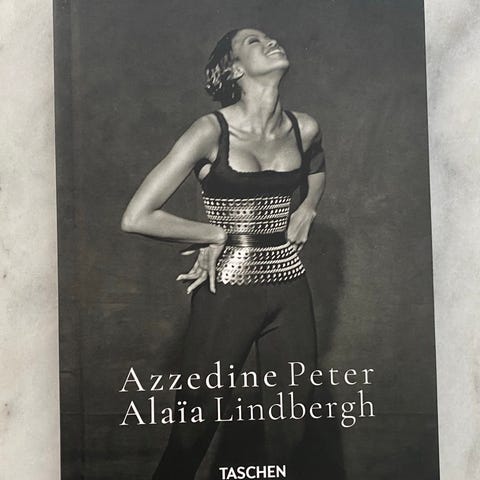 Azzedine Peter
Alaïa Lindbergh
TASCHEN